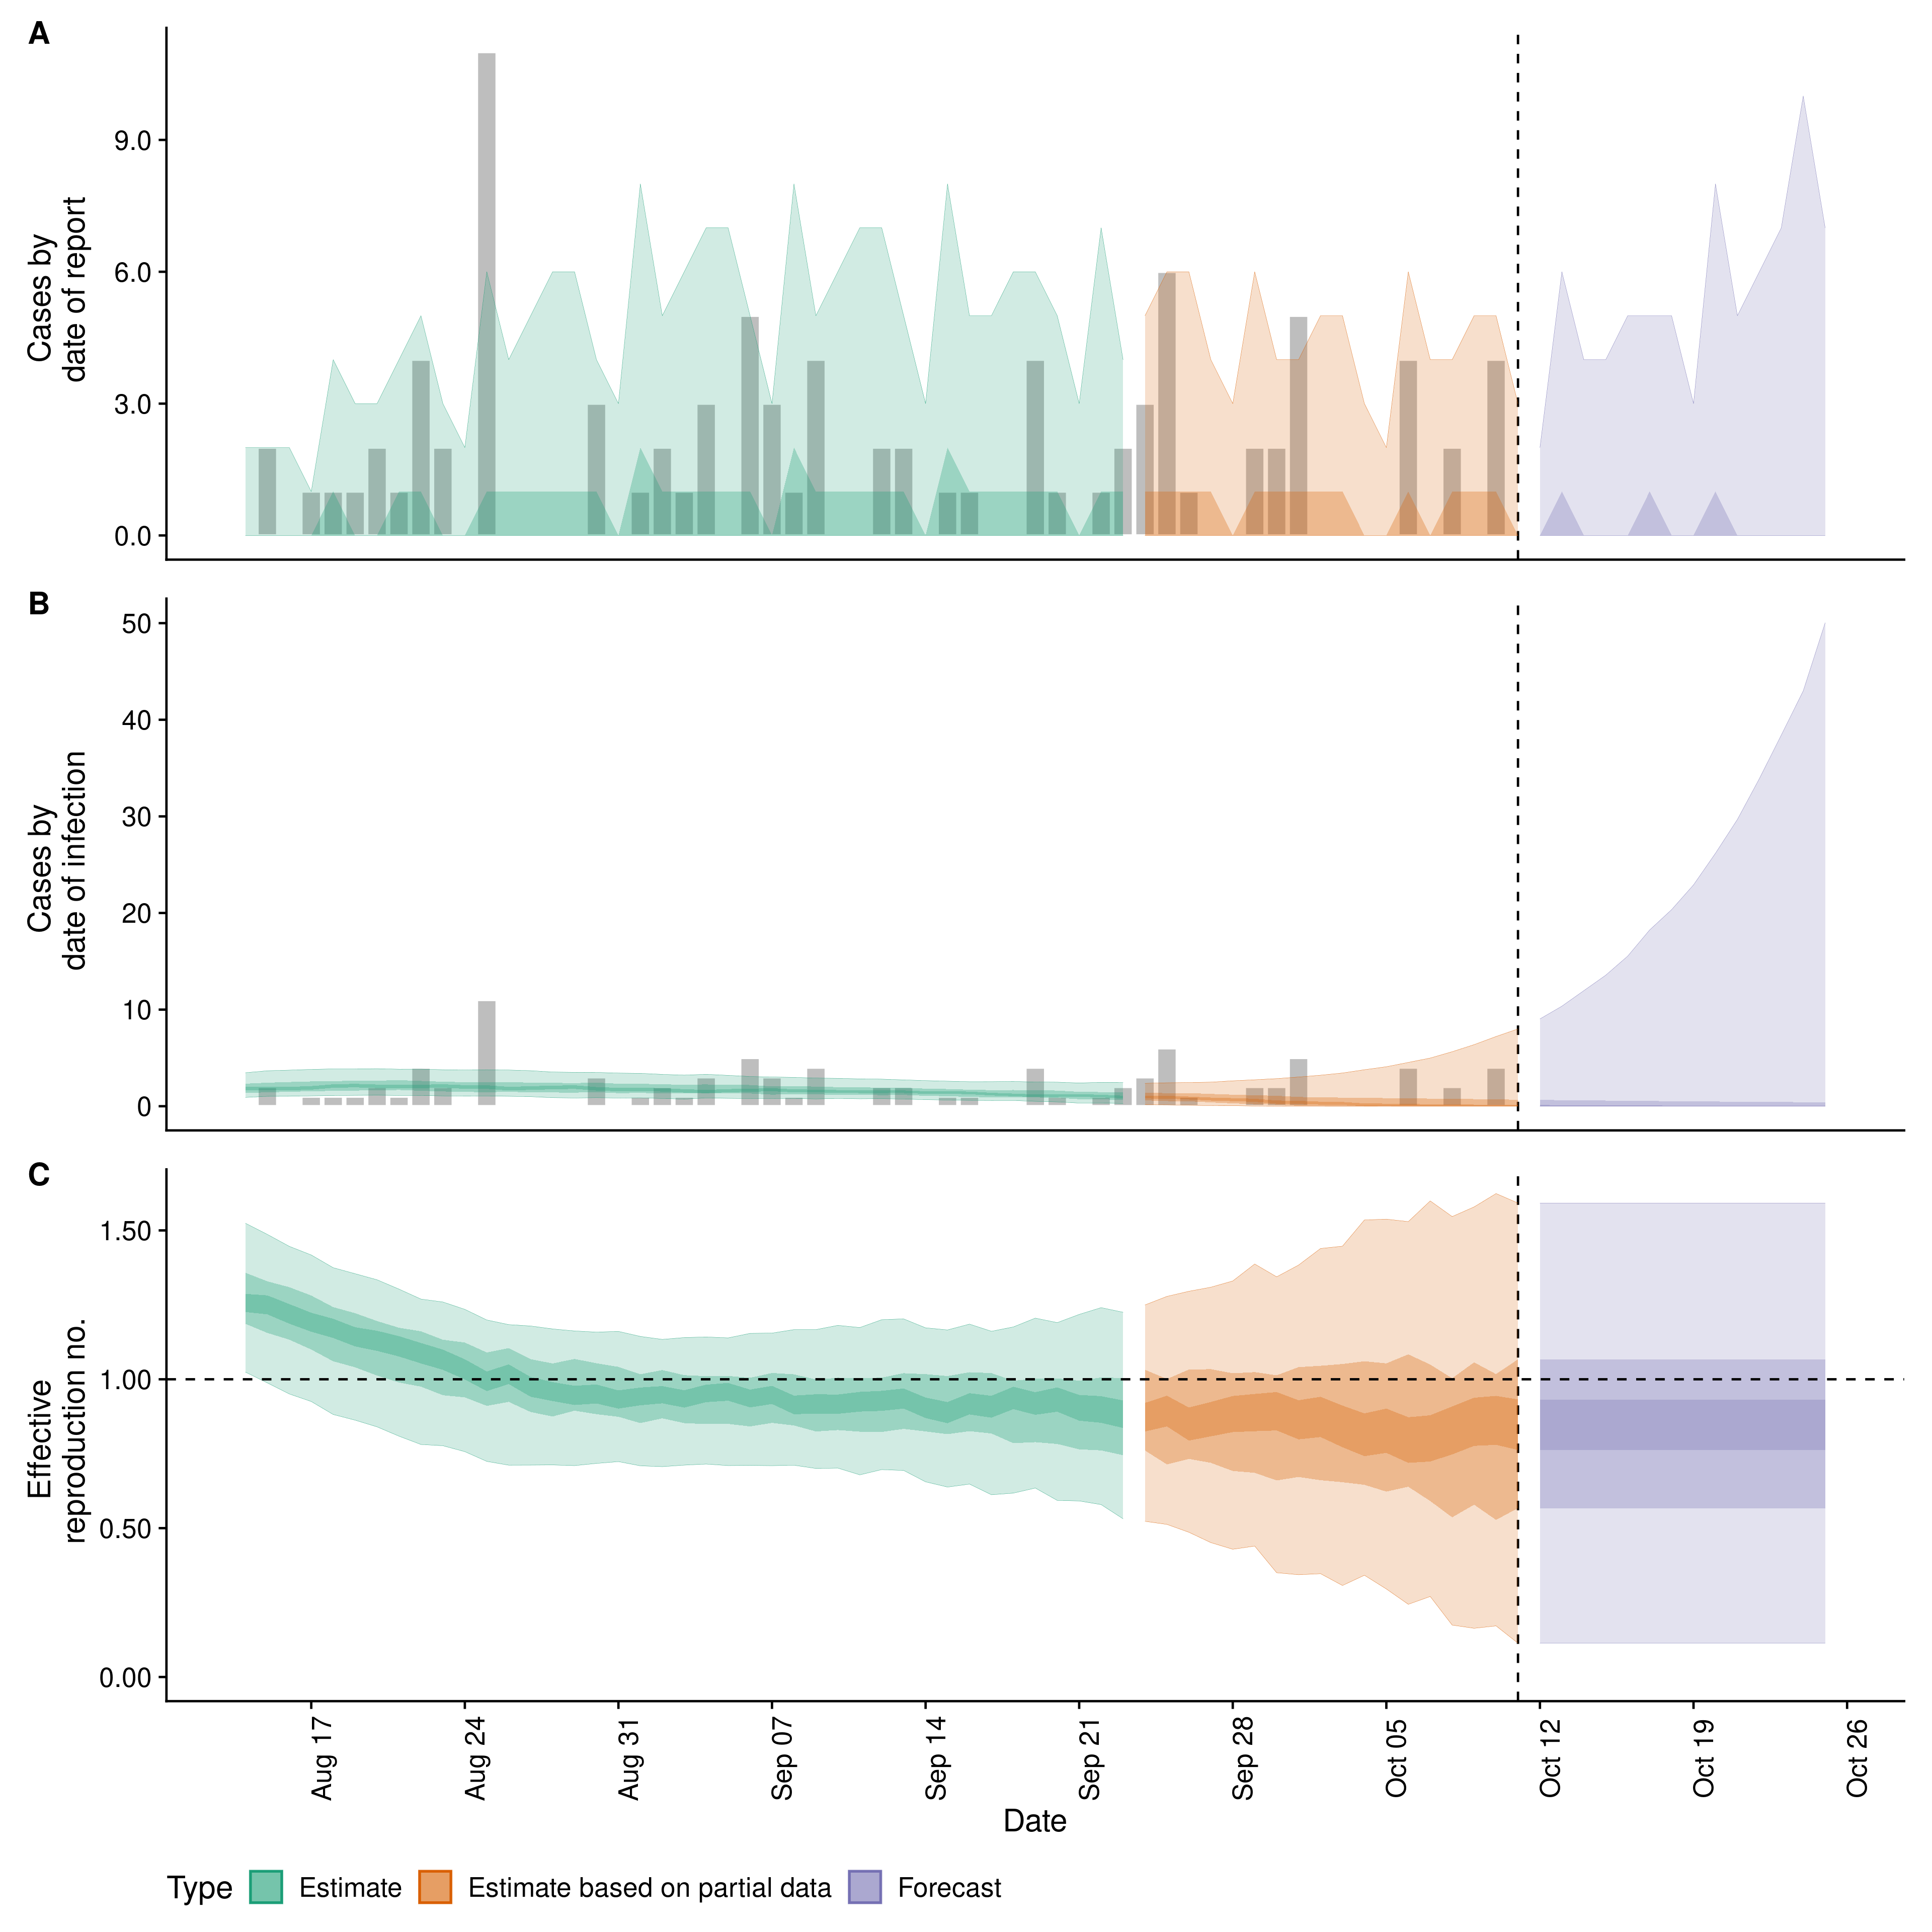 A
Cases by
date of report
9.0
6.0
3.0
0.0
B
Cases by
date of infection
50
40
30
20
10
0
C
Effective
reproduction no.
1.50
1.00
0.50
0.00
Aug 17
Aug 24
Aug 31
Sep 07
Sep 14
Sep 21
Sep 28
Oct 05
Oct 12
Oct 19
Oct 26
Date
Type Estimate Estimate based on partial data Forecast